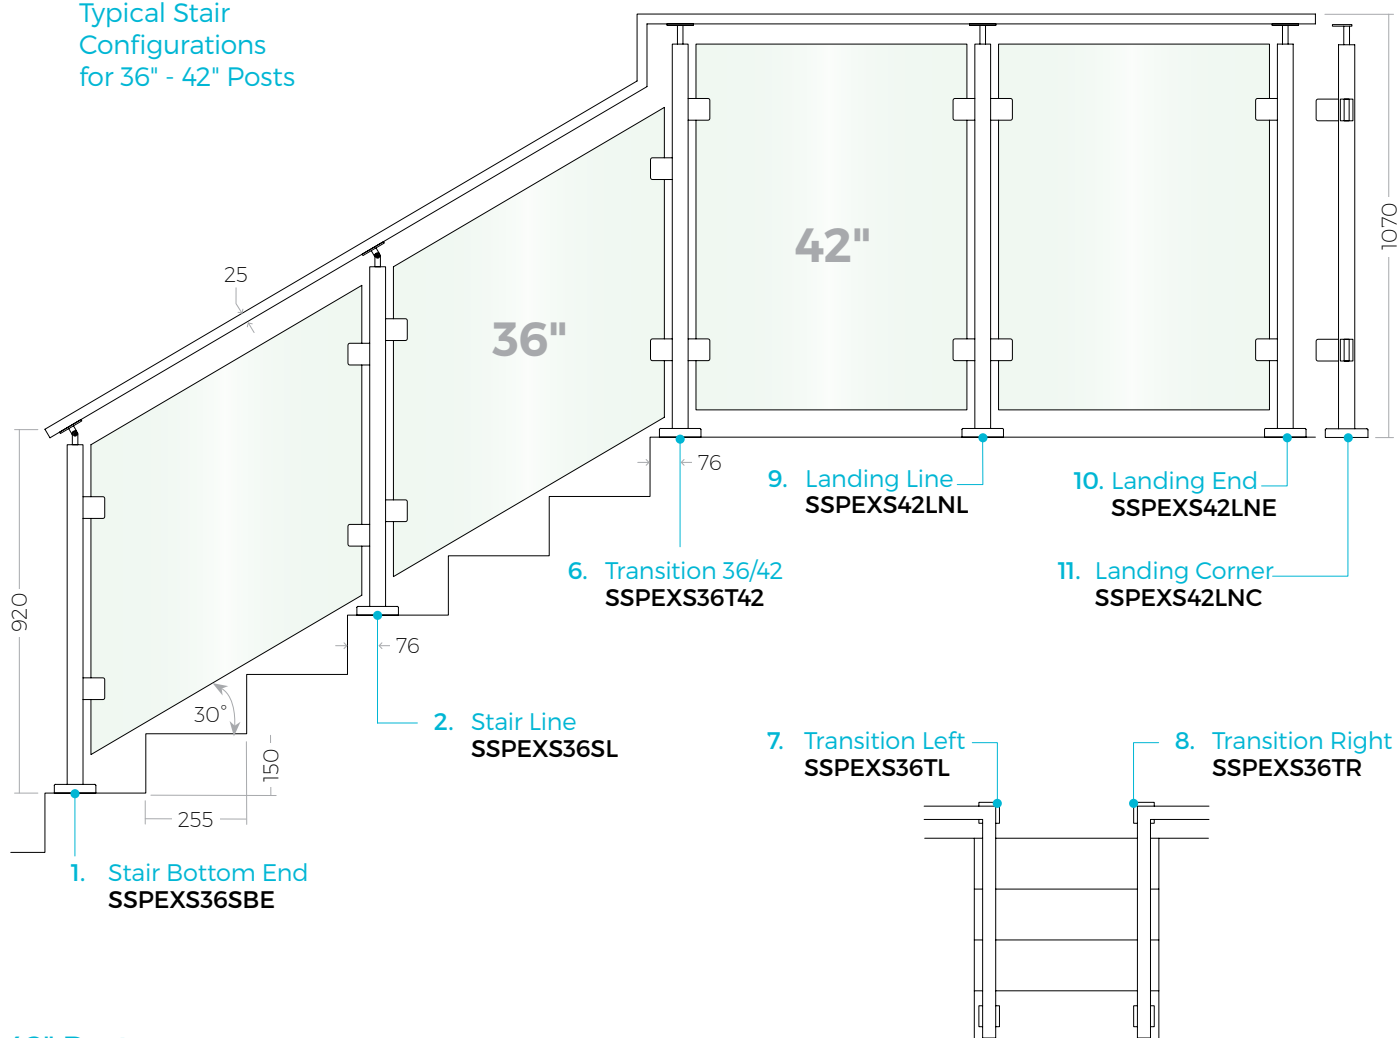 Typical Stair
Configurations
for 36" - 42" Posts
25
42"
36"
1070
920
76
9. Landing Line
SSPEXS42LNL
10. Landing End
SSPEXS42LNE
6. Transition 36/42
SSPEXS36T42
11. Landing Corner
SSPEXS42LNC
76
30°
2. Stair Line
SSPEXS36SL
150
255
7. Transition Left
SSPEXS36TL
8. Transition Right
SSPEXS36TR
1. Stair Bottom End
SSPEXS36SBE